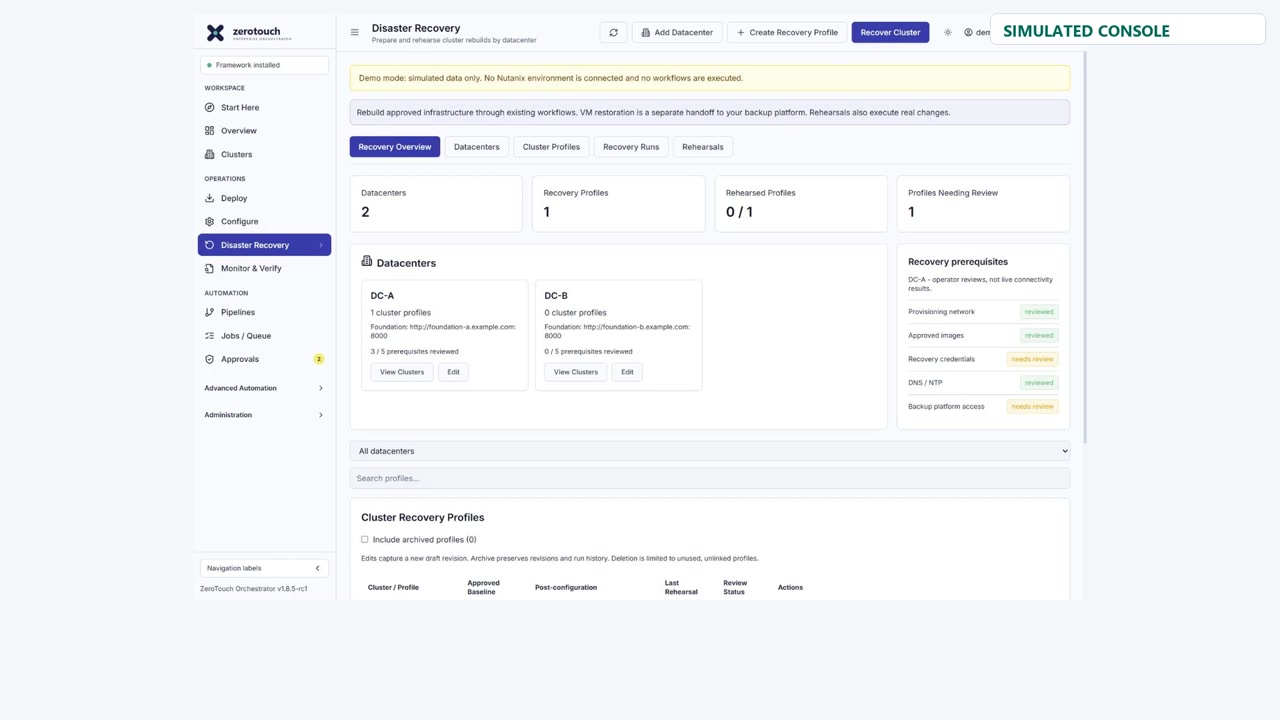 zerotouch
ENTERPRISE ORCHESTRATOR
Disaster Recovery
Prepare and rehearse cluster rebuilds by datacenter
Add Datacenter
Create Recovery Profile
Recover Cluster
SIMULATED CONSOLE
Framework installed
WORKSPACE
Start Here
Overview
Clusters
OPERATIONS
Deploy
Configure
Disaster Recovery
Monitor & Verify
AUTOMATION
Pipelines
Jobs / Queue
Approvals
2
Advanced Automation
Administration
Navigation labels
ZeroTouch Orchestrator v1.8.5-rc1
Demo mode: simulated data only. No Nutanix environment is connected and no workflows are executed.
Rebuild approved infrastructure through existing workflows. VM restoration is a separate handoff to your backup platform. Rehearsals also execute real changes.
Recovery Overview
Datacenters
Cluster Profiles
Recovery Runs
Rehearsals
Datacenters
2
Recovery Profiles
1
Rehearsed Profiles
0 / 1
Profiles Needing Review
1
Datacenters
DC-A
1 cluster profiles
Foundation: http://foundation-a.example.com:
8000
3 / 5 prerequisites reviewed
View Clusters
Edit
DC-B
0 cluster profiles
Foundation: http://foundation-b.example.com:
8000
0 / 5 prerequisites reviewed
View Clusters
Edit
Recovery prerequisites
DC-A - operator reviews, not live connectivity
results.
Provisioning network
reviewed
Approved images
reviewed
Recovery credentials
needs review
DNS / NTP
reviewed
Backup platform access
needs review
All datacenters
Search profiles...
Cluster Recovery Profiles
Include archived profiles (0)
Edits capture a new draft revision. Archive preserves revisions and run history. Deletion is limited to unused, unlinked profiles.
Cluster / Profile
Approved
Baseline
Post-configuration
Last
Rehearsal
Review
Status
Actions